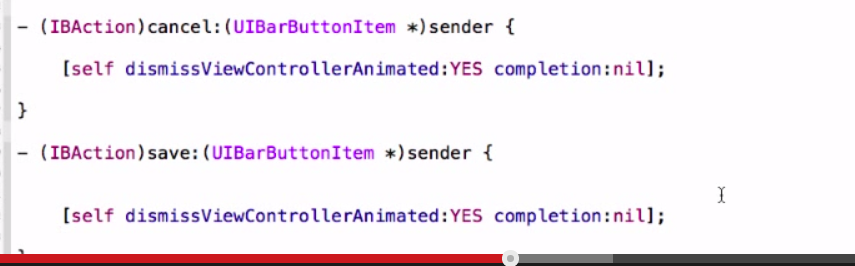 - (IBAction)cancel:(UIBarButtonItem *)sender {
[self dismissViewControllerAnimated:YES completion:nil];
}
- (IBAction)save:(UIBarButtonItem *)sender {
[self dismissViewControllerAnimated:YES completion:nil];